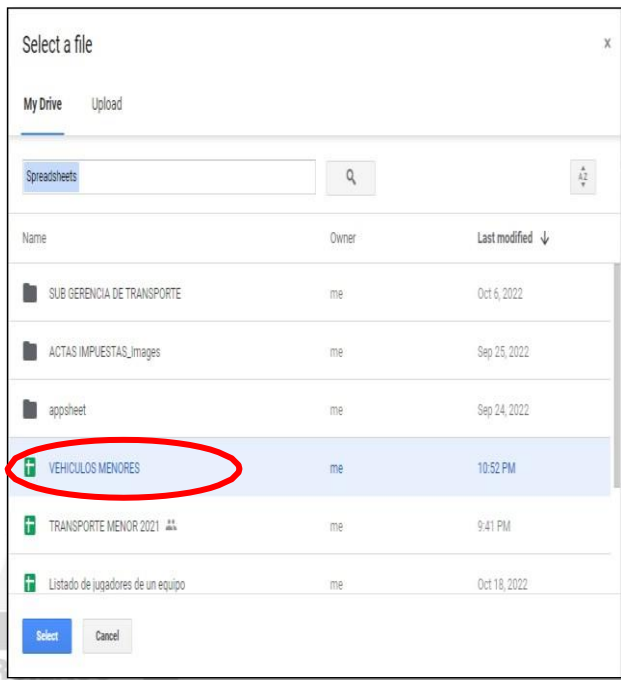 Select a file x
My Drive Upload
Spreadsheets AZ
Name Owner Last modified ↓
SUB GERENCIA DE TRANSPORTE me Oct 6, 2022
ACTAS IMPUESTAS_Images me Sep 25, 2022
appsheet me Sep 24, 2022
VEHICULOS MENORES me 10:52 PM
TRANSPORTE MENOR 2021 me 9:41 PM
Listado de jugadores de un equipo me Oct 18, 2022
Select Cancel